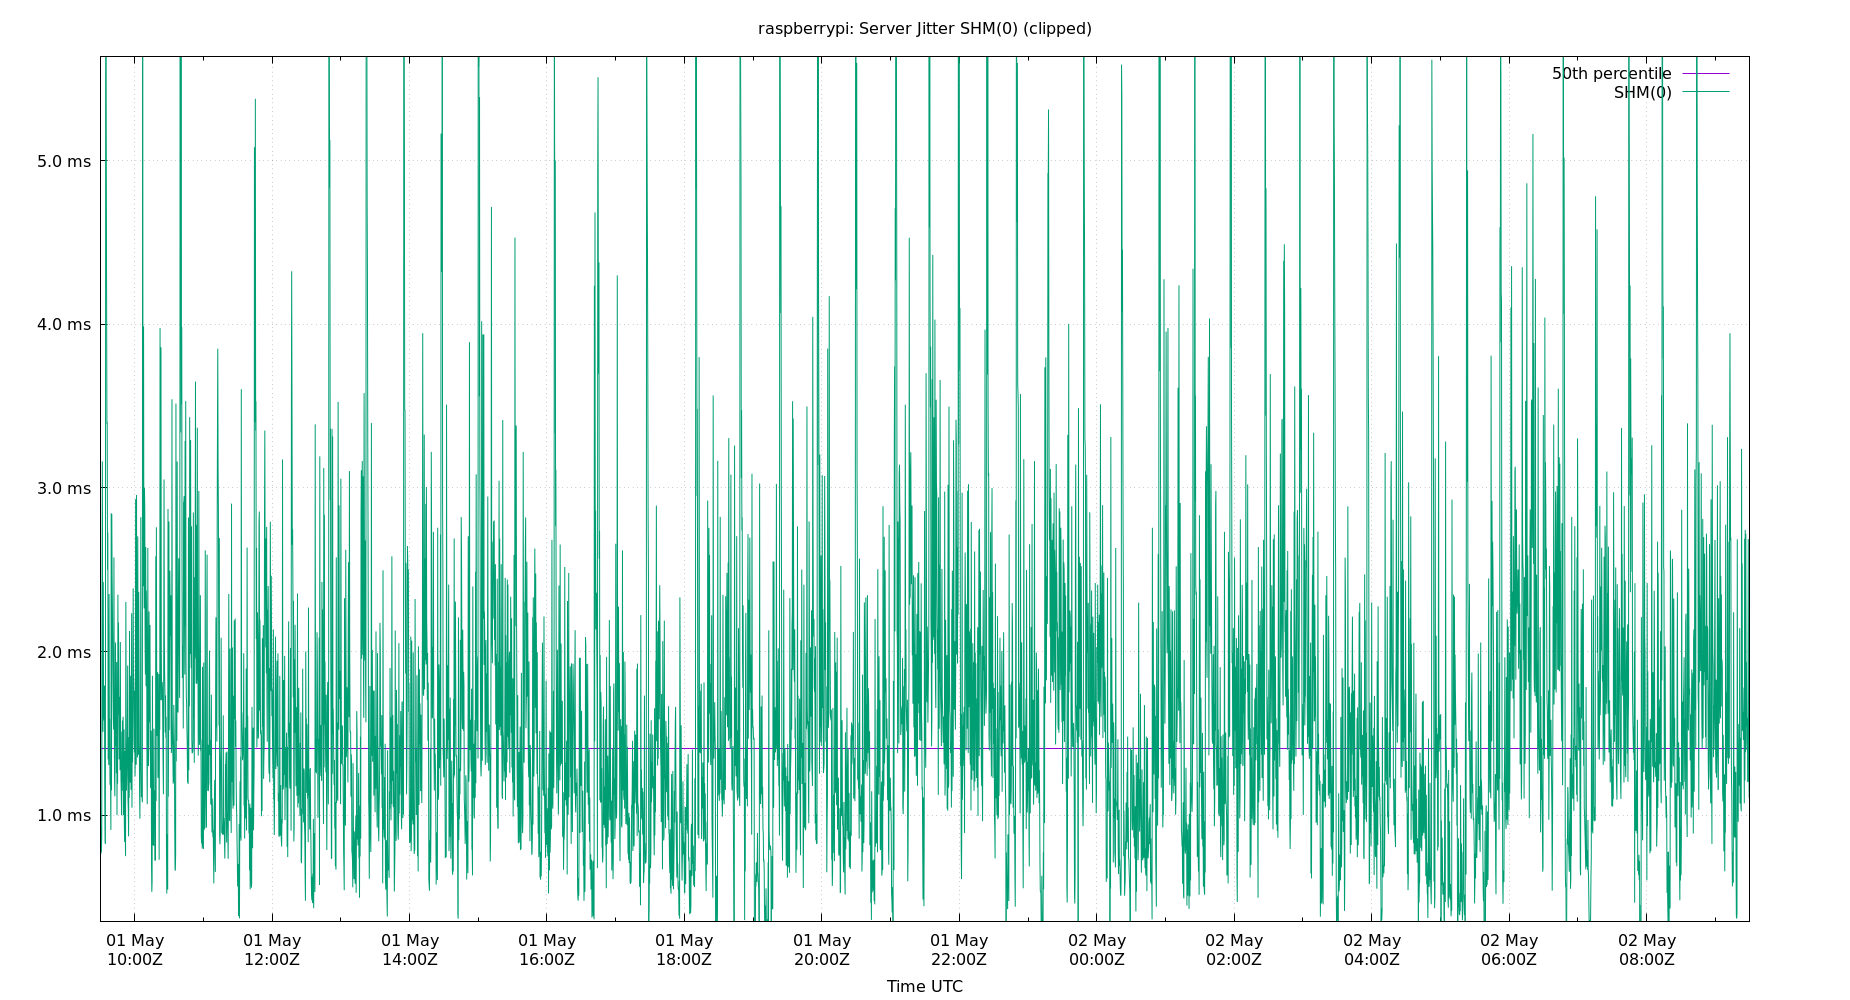 raspberrypi: Server Jitter SHM(0) (clipped)
50th percentile
SHM(0)
5.0 ms
4.0 ms
3.0 ms
2.0 ms
1.0 ms
01 May 01 May 01 May 01 May 01 May 01 May 01 May 02 May 02 May 02 May 02 May 02 May
10:00Z 12:00Z 14:00Z 16:00Z 18:00Z 20:00Z 22:00Z 00:00Z 02:00Z 04:00Z 06:00Z 08:00Z
Time UTC